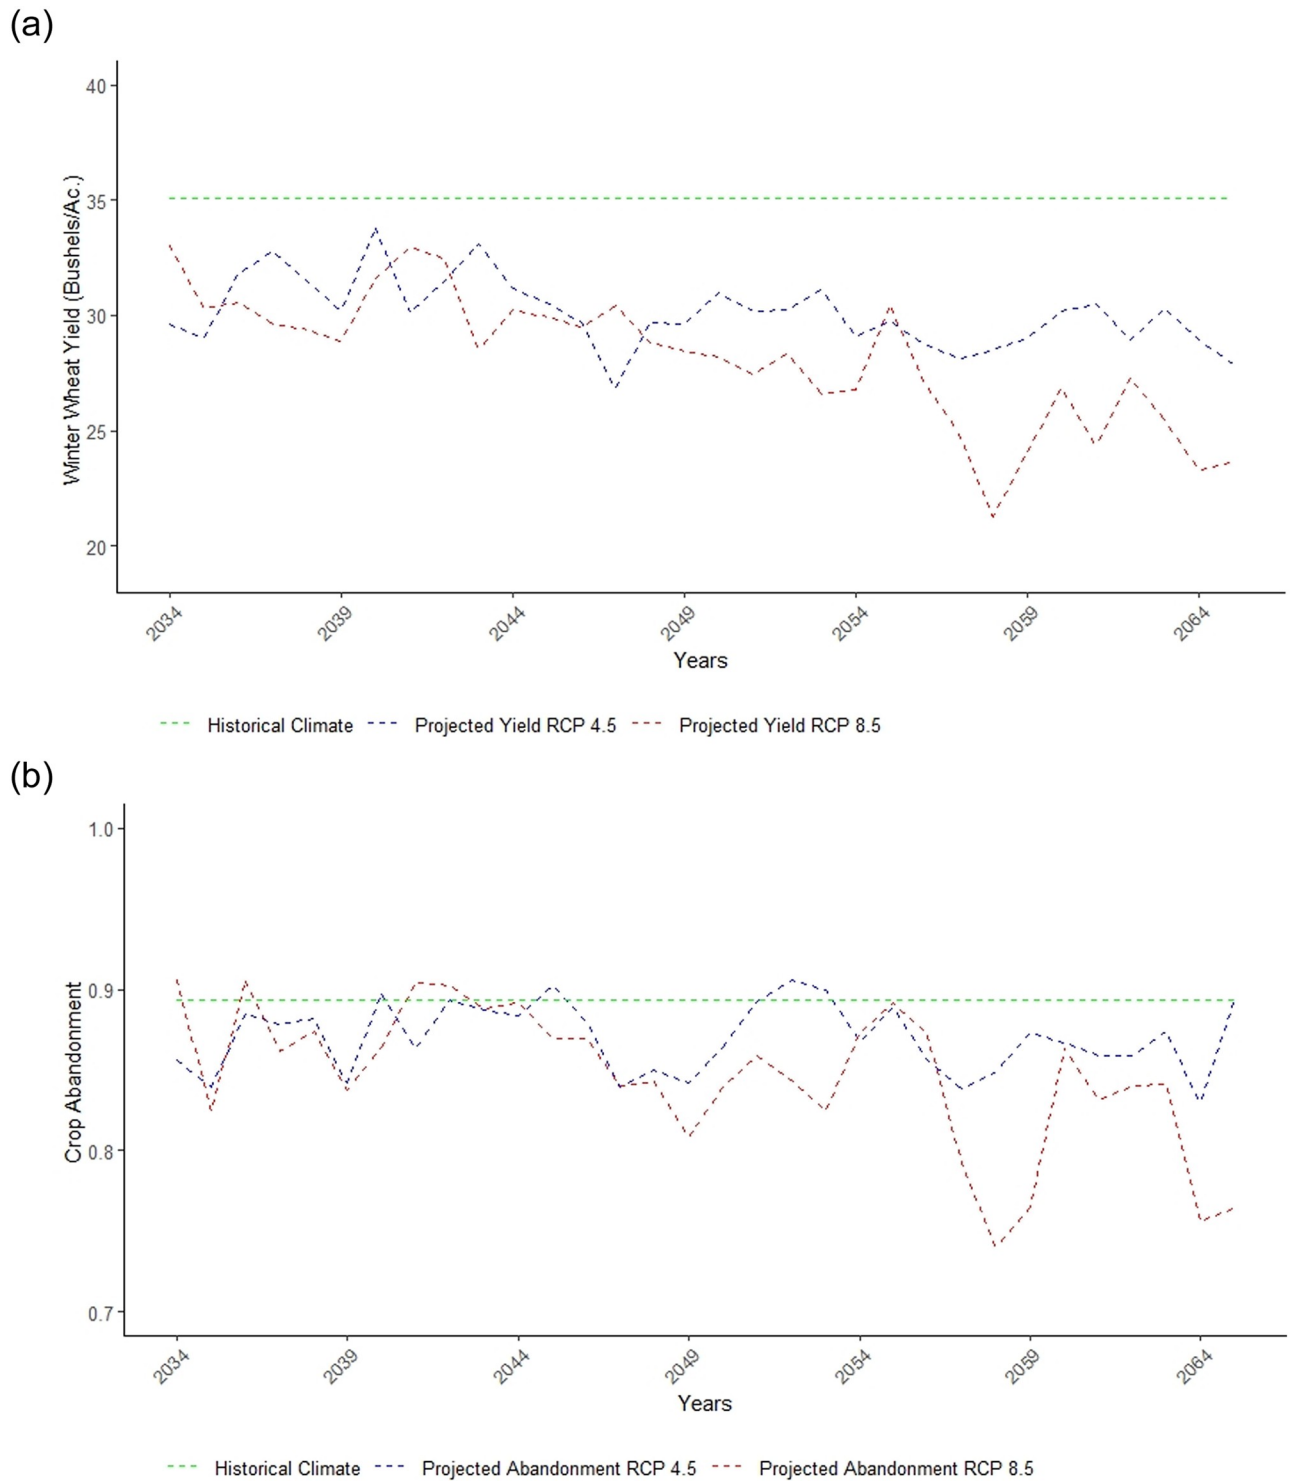 (a)
40
35
30
25
20
Winter Wheat Yield (Bushels/Ac.)
2034 2039 2044 2049 2054 2059 2064
Years
Historical Climate Projected Yield RCP 4.5 Projected Yield RCP 8.5
(b)
1.0
0.9
0.8
0.7
Crop Abandonment
2034 2039 2044 2049 2054 2059 2064
Years
Historical Climate Projected Abandonment RCP 4.5 Projected Abandonment RCP 8.5